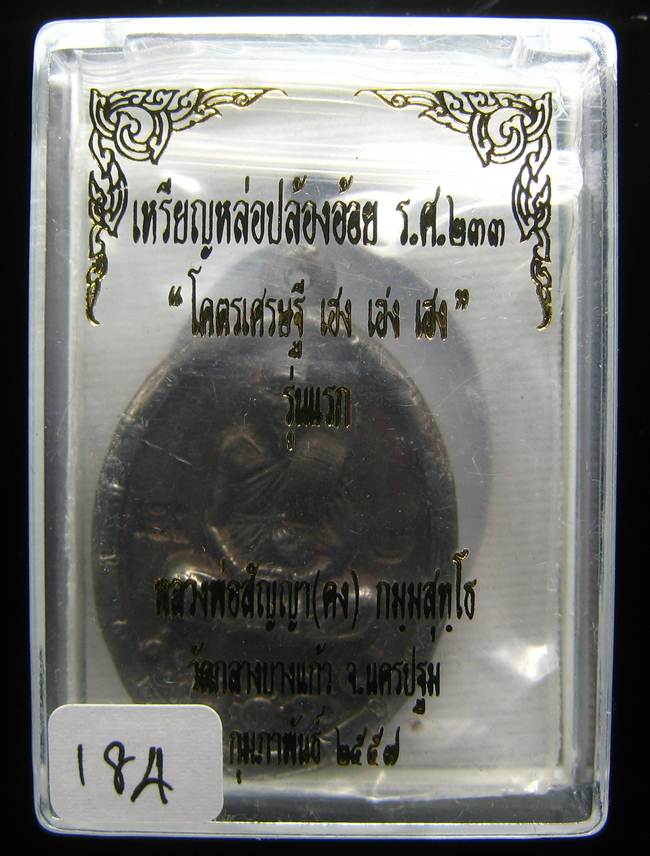 เหรียญหล่อปล้องอ้อย ร.ศ.๒๓๓
“โคตรเศรษฐี เฮง เฮ่ง เฮง”
รุ่นแรก
หลวงพ่อสัญญา(คง) กมฺมสุทฺโธ
วัดกลางบางแก้ว จ.นครปฐม
กุมภาพันธ์ ๒๕๕๗
184